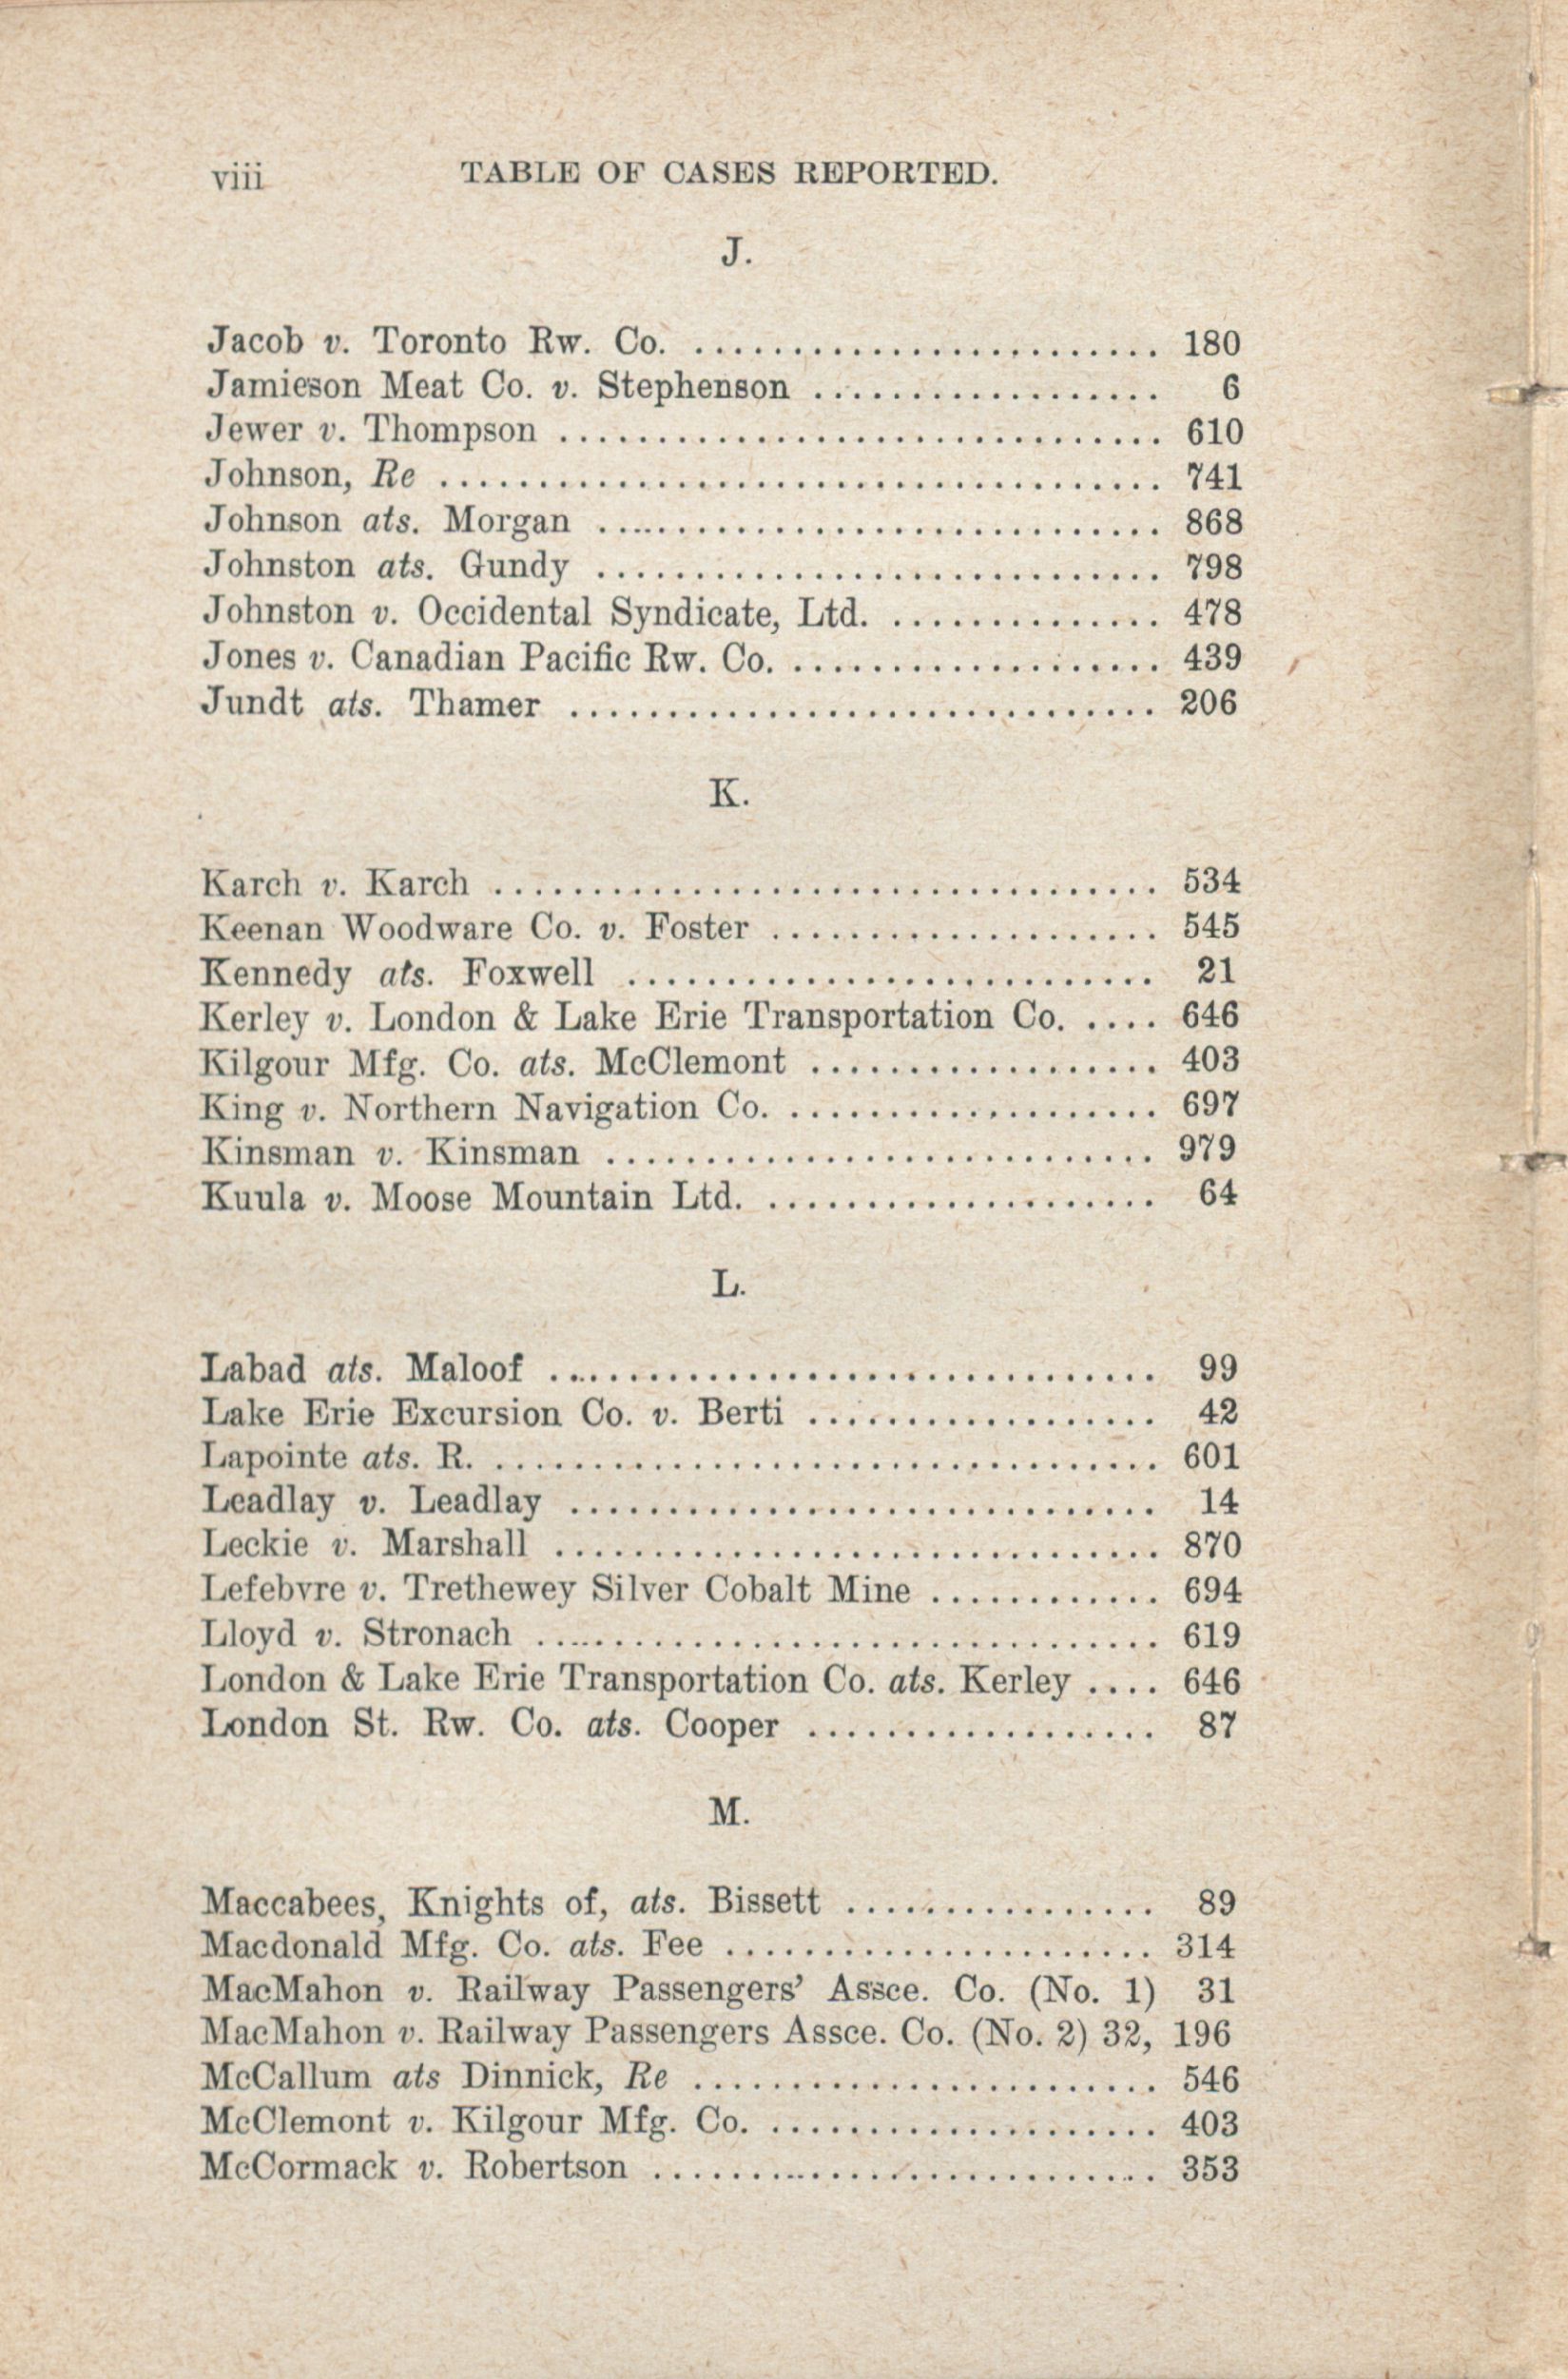 viii TABLE OF CASES REPORTED.
J.
Jacob v. Toronto Rw. Co. ........................ 180
Jamieson Meat Co. v. Stephenson .................. 6
Jewer v. Thompson ............................... 610
Johnson, Re ..................................... 741
Johnson ats. Morgan ............................. 868
Johnston ats. Gundy ............................. 798
Johnston v. Occidental Syndicate, Ltd. .............. 478
Jones v. Canadian Pacific Rw. Co. ................... 439
Jundt ats. Thamer .............................. 206
K.
Karch v. Karch .................................. 534
Keenan Woodware Co. v. Foster .................... 545
Kennedy ats. Foxwell ........................... 21
Kerley v. London & Lake Erie Transportation Co. .... 646
Kilgour Mfg. Co. ats. McClemont .................. 403
King v. Northern Navigation Co. ................... 697
Kinsman v. Kinsman ............................ 979
Kuula v. Moose Mountain Ltd. .................... 64
L.
Labad ats. Maloof ............................... 99
Lake Erie Excursion Co. v. Berti .................. 42
Lapointe ats. R. .................................. 601
Leadlay v. Leadlay .............................. 14
Leckie v. Marshall ............................... 870
Lefebvre v. Trethewey Silver Cobalt Mine ............ 694
Lloyd v. Stronach ................................ 619
London & Lake Erie Transportation Co. ats. Kerley .... 646
London St. Rw. Co. ats. Cooper .................. 87
M.
Maccabees, Knights of, ats. Bissett ................ 89
Macdonald Mfg. Co. ats. Fee ...................... 314
MacMahon v. Railway Passengers' Assce. Co. (No. 1) 31
MacMahon v. Railway Passengers Assce. Co. (No. 2) 32, 196
McCallum ats Dinnick, Re ........................ 546
McClemont v. Kilgour Mfg. Co. .................... 403
McCormack v. Robertson .......................... 353